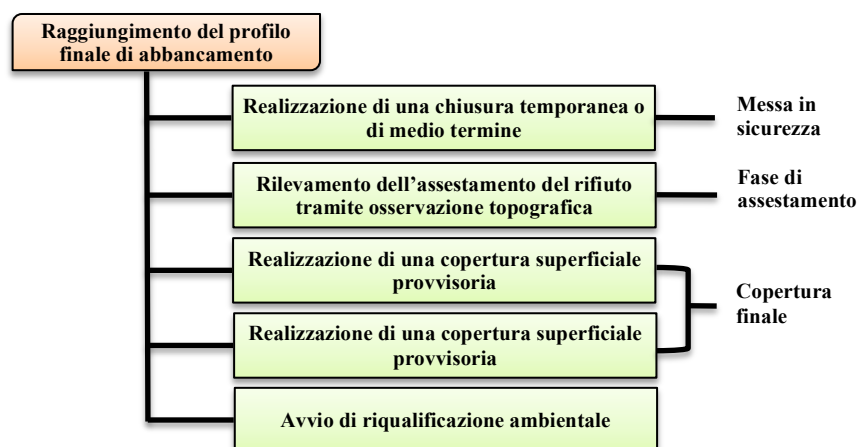 Raggiungimento del profilo
finale di abbancamento
Realizzazione di una chiusura temporanea o
di medio termine
Messa in
sicurezza
Rilevamento dell'assestamento del rifiuto
tramite osservazione topografica
Fase di
assestamento
Realizzazione di una copertura superficiale
provvisoria
Realizzazione di una copertura superficiale
provvisoria
Copertura
finale
Avvio di riqualificazione ambientale